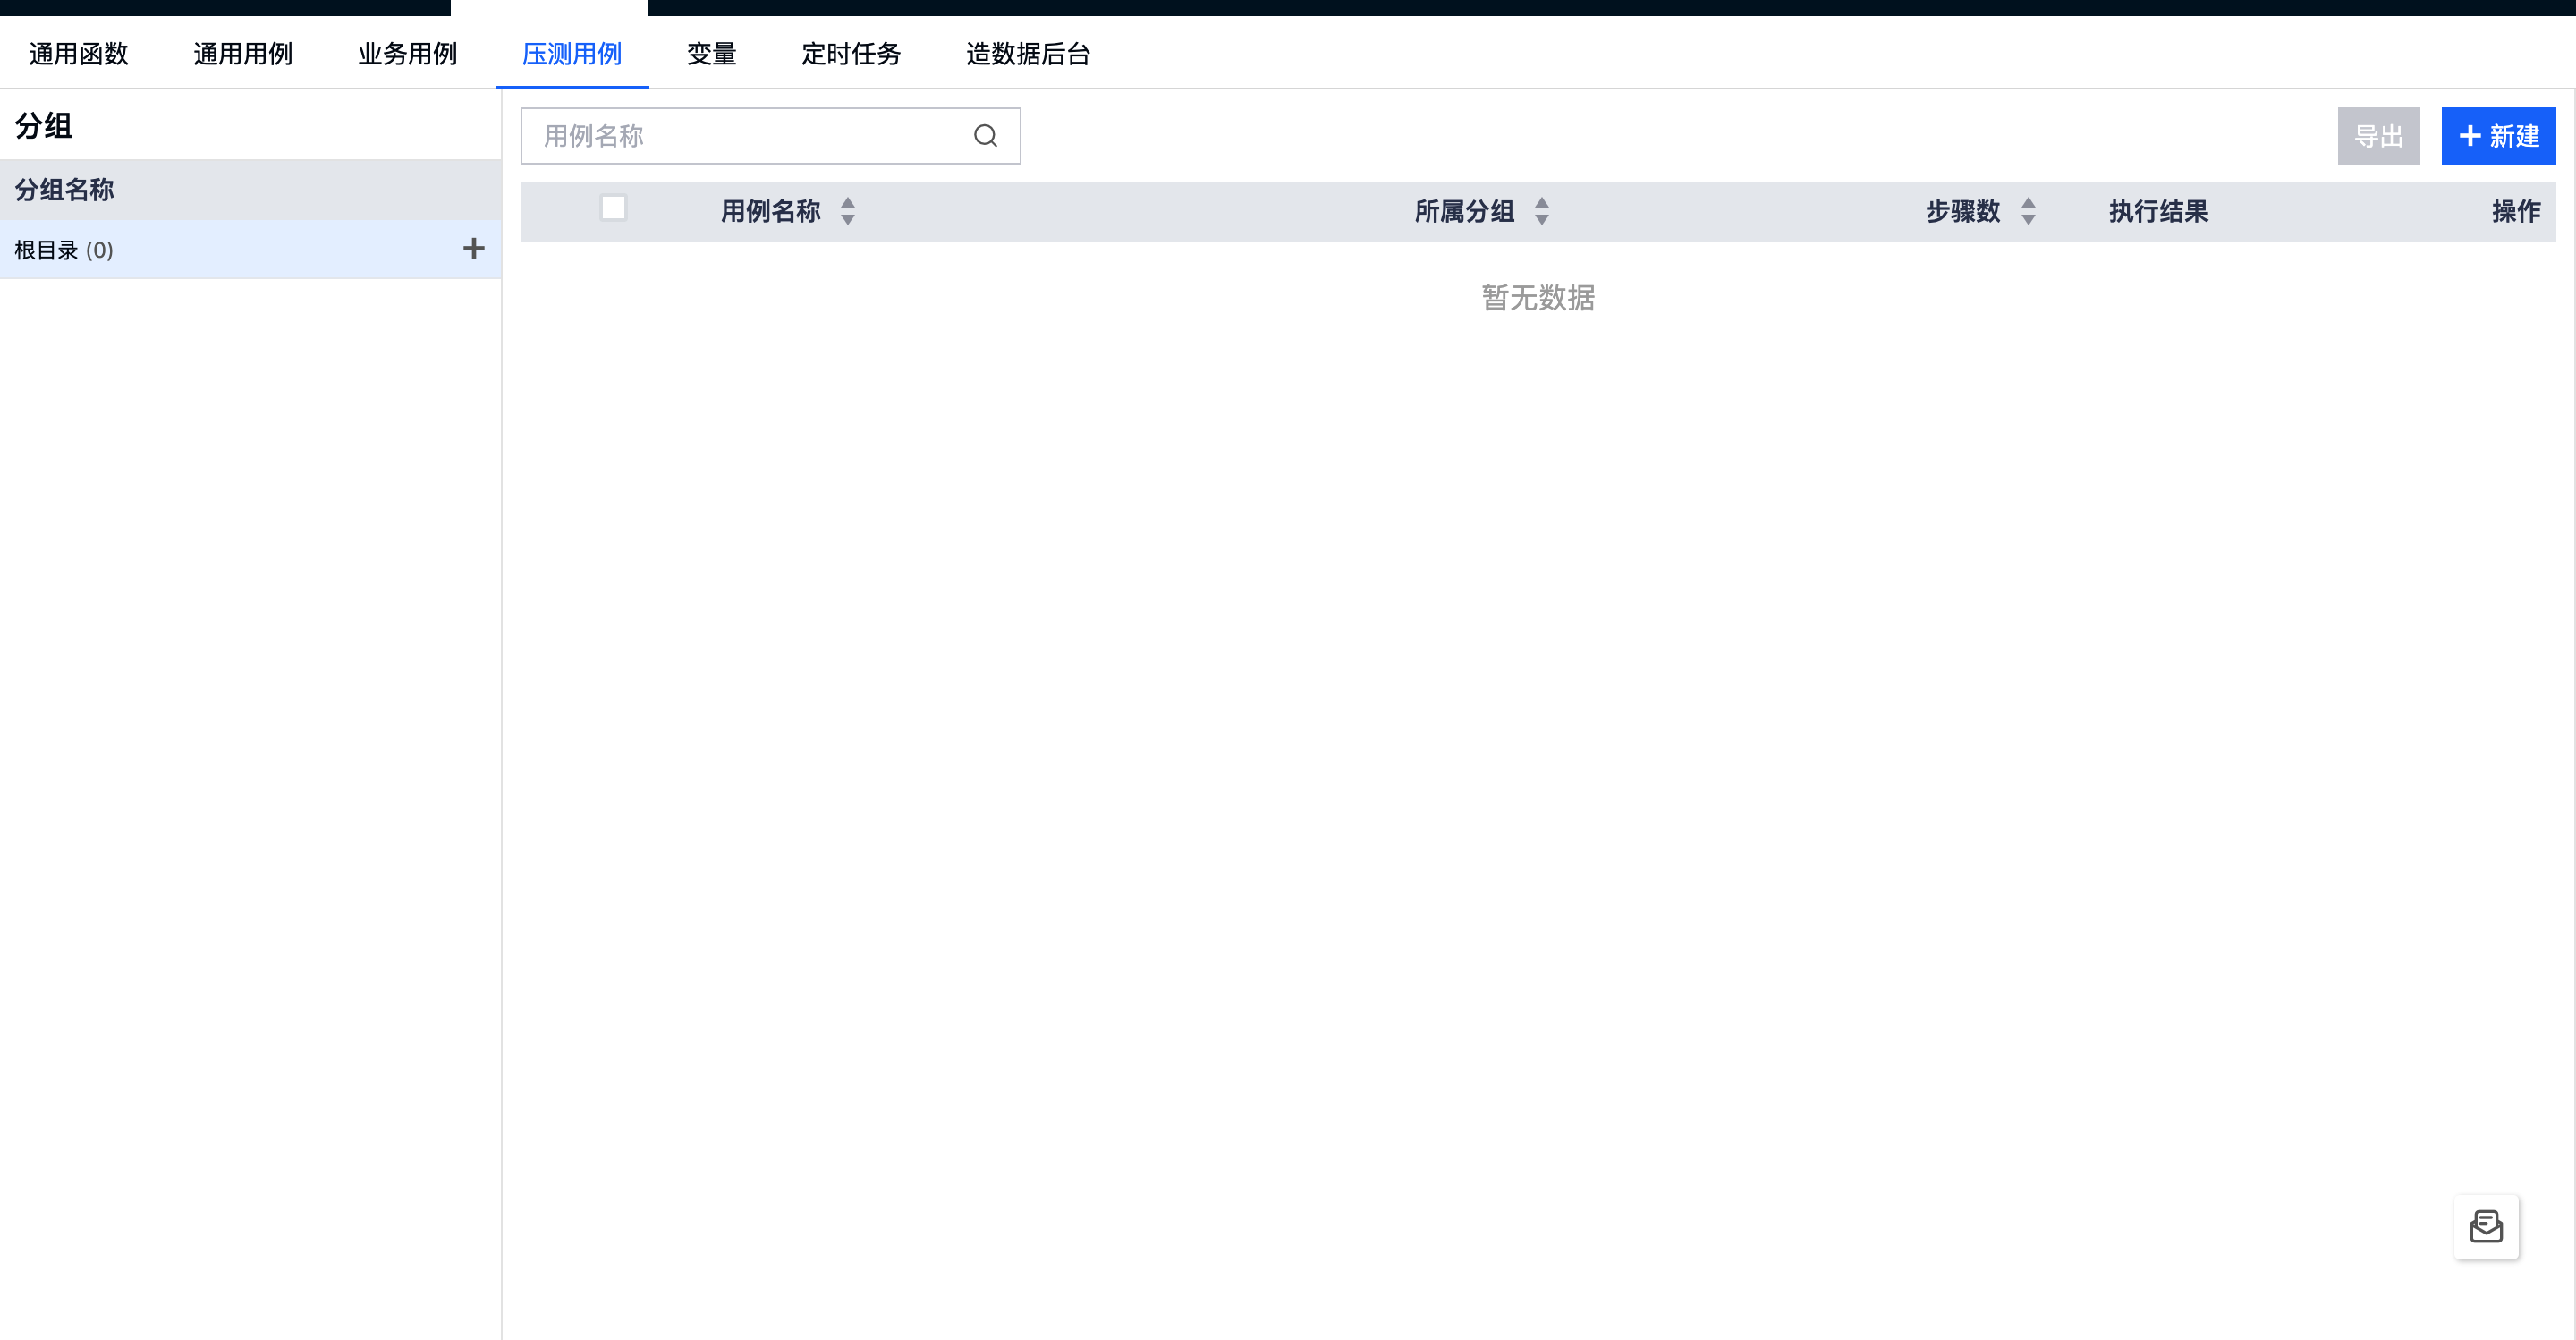 通用函数 通用用例 业务用例 压测用例 变量 定时任务 造数据后台
分组
分组名称
根目录 (0)
用例名称
导出 新建
用例名称 所属分组 步骤数 执行结果 操作
暂无数据